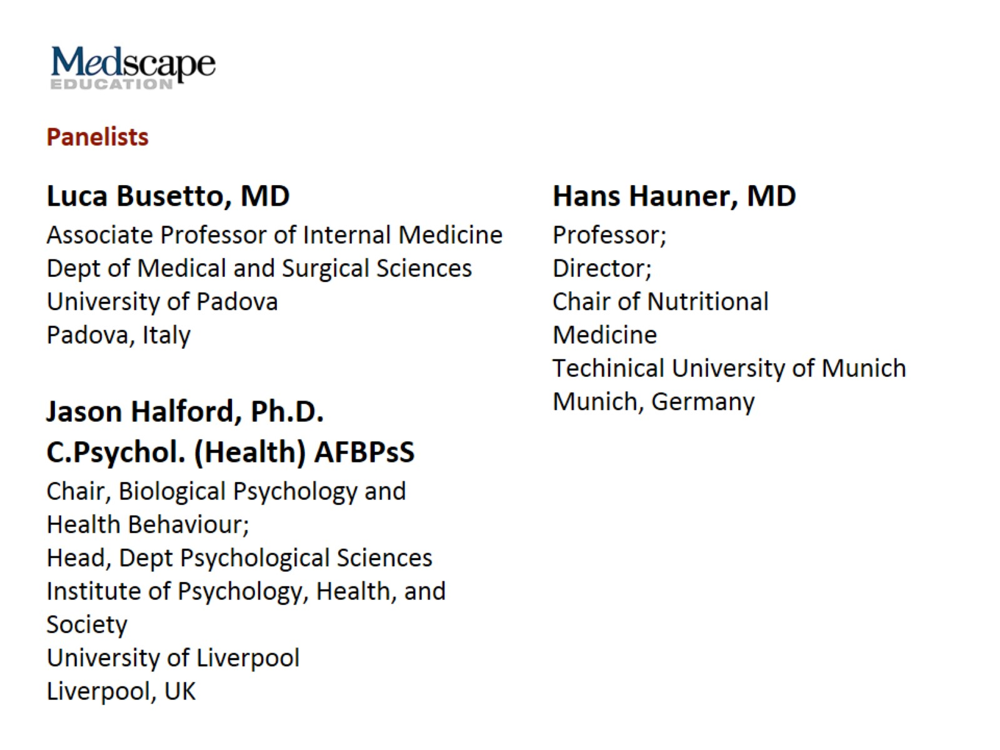 Medscape
EDUCATION
Panelists
Luca Busetto, MD
Associate Professor of Internal Medicine
Dept of Medical and Surgical Sciences
University of Padova
Padova, Italy
Jason Halford, Ph.D.
C.Psychol. (Health) AFBPsS
Chair, Biological Psychology and
Health Behaviour;
Head, Dept Psychological Sciences
Institute of Psychology, Health, and
Society
University of Liverpool
Liverpool, UK
Hans Hauner, MD
Professor;
Director;
Chair of Nutritional
Medicine
Techinical University of Munich
Munich, Germany